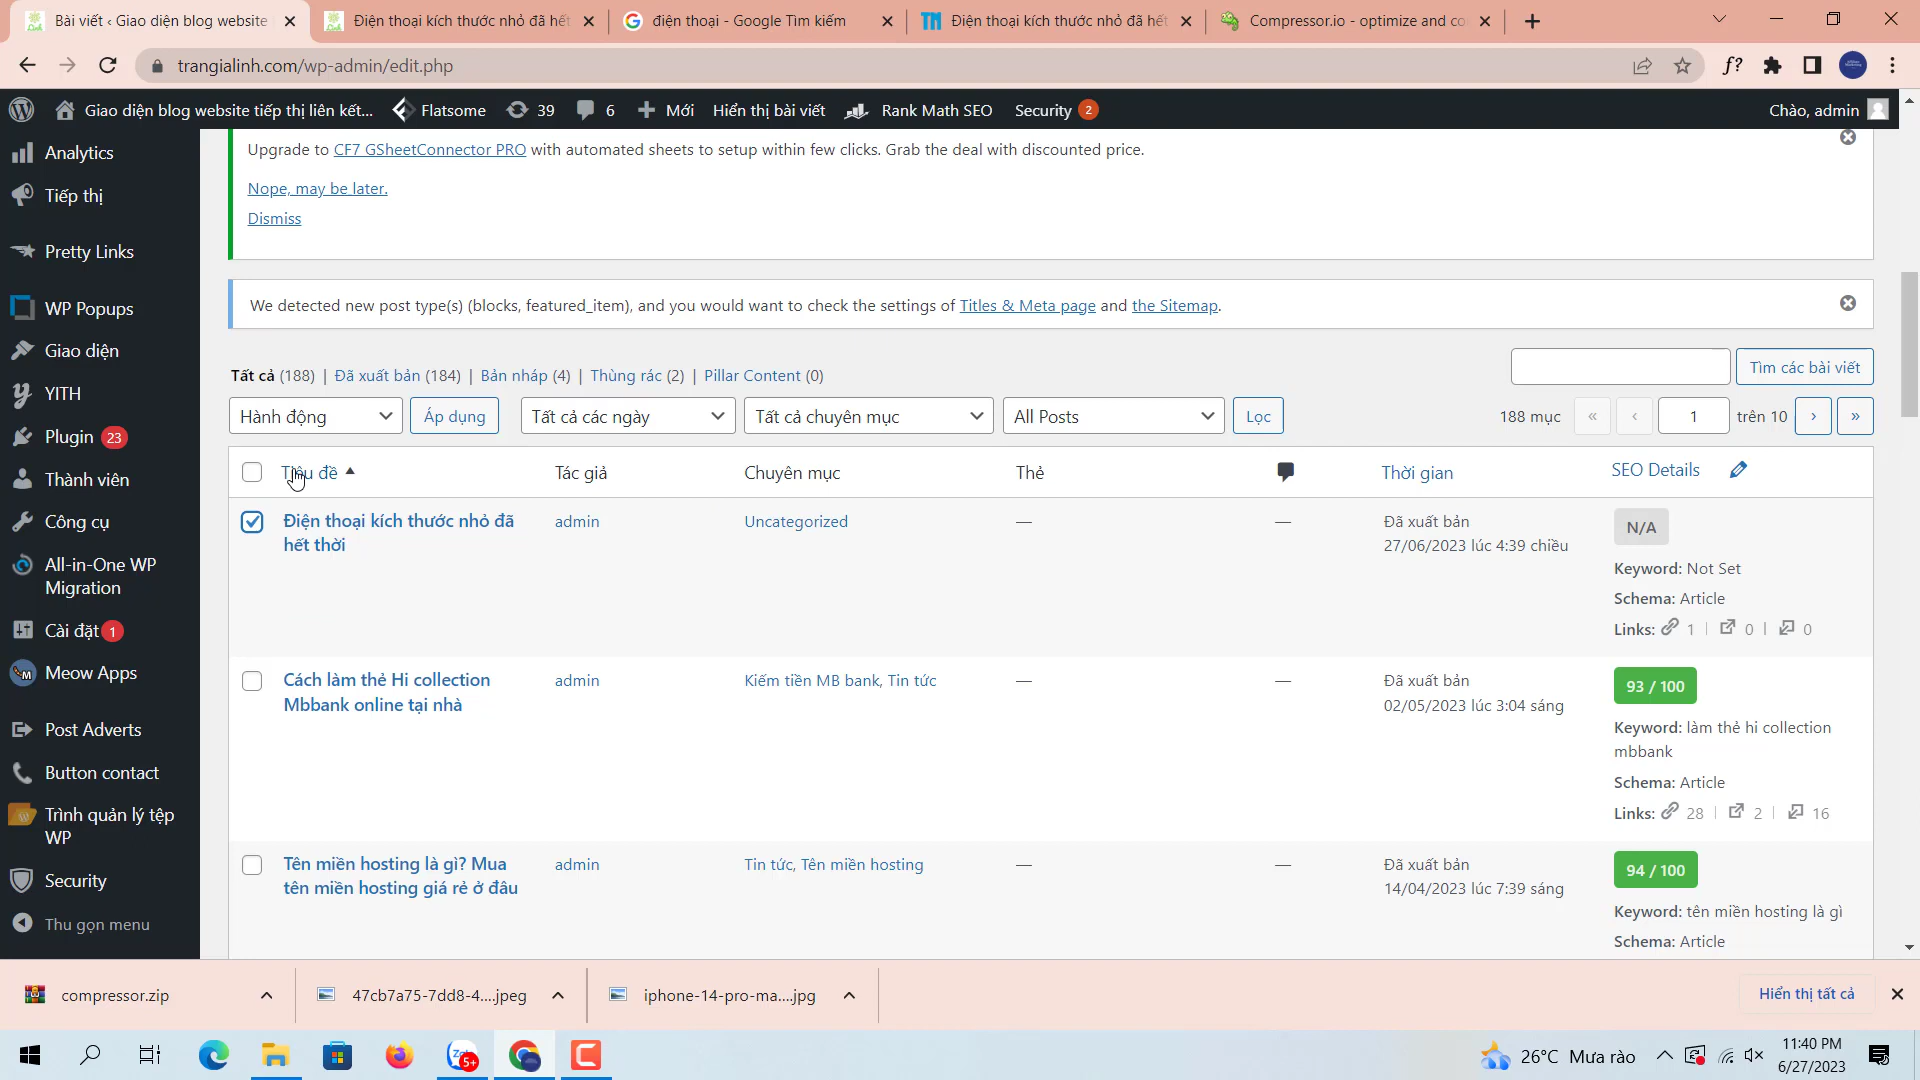 Bài viết ‹ Giao diện blog website
Điện thoại kích thước nhỏ đã hết
điện thoại - Google Tìm kiếm
Điện thoại kích thước nhỏ đã hết
Compressor.io - optimize and co
trangialinh.com/wp-admin/edit.php
f?
Giao diện blog website tiếp thị liên kết...
Flatsome
39
6
Mới
Hiển thị bài viết
Rank Math SEO
Security 2
Chào, admin
Analytics
Tiếp thị
Pretty Links
WP Popups
Giao diện
YITH
Plugin 23
Thành viên
Công cụ
All-in-One WP
Migration
Cài đặt 1
Meow Apps
Post Adverts
Button contact
Trình quản lý tệp
WP
Security
Thu gọn menu
Upgrade to CF7 GSheetConnector PRO with automated sheets to setup within few clicks. Grab the deal with discounted price.
Nope, may be later.
Dismiss
We detected new post type(s) (blocks, featured_item), and you would want to check the settings of Titles & Meta page and the Sitemap.
Tất cả (188) | Đã xuất bản (184) | Bản nháp (4) | Thùng rác (2) | Pillar Content (0)
Tìm các bài viết
Hành động
Áp dụng
Tất cả các ngày
Tất cả chuyên mục
All Posts
Lọc
188 mục « ‹ 1 trên 10 › »
Tiêu đề
Tác giả
Chuyên mục
Thẻ
Thời gian
SEO Details
Điện thoại kích thước nhỏ đã
hết thời
admin
Uncategorized
—
—
Đã xuất bản
27/06/2023 lúc 4:39 chiều
N/A
Keyword: Not Set
Schema: Article
Links: 1 | 0 | 0
Cách làm thẻ Hi collection
Mbbank online tại nhà
admin
Kiếm tiền MB bank, Tin tức
—
—
Đã xuất bản
02/05/2023 lúc 3:04 sáng
93 / 100
Keyword: làm thẻ hi collection
mbbank
Schema: Article
Links: 28 | 2 | 16
Tên miền hosting là gì? Mua
tên miền hosting giá rẻ ở đâu
admin
Tin tức, Tên miền hosting
—
—
Đã xuất bản
14/04/2023 lúc 7:39 sáng
94 / 100
Keyword: tên miền hosting là gì
Schema: Article
compressor.zip
47cb7a75-7dd8-4....jpeg
iphone-14-pro-ma....jpg
Hiển thị tất cả
5+
26°C Mưa rào
11:40 PM
6/27/2023